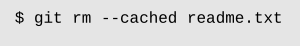 $ git rm --cached readme.txt